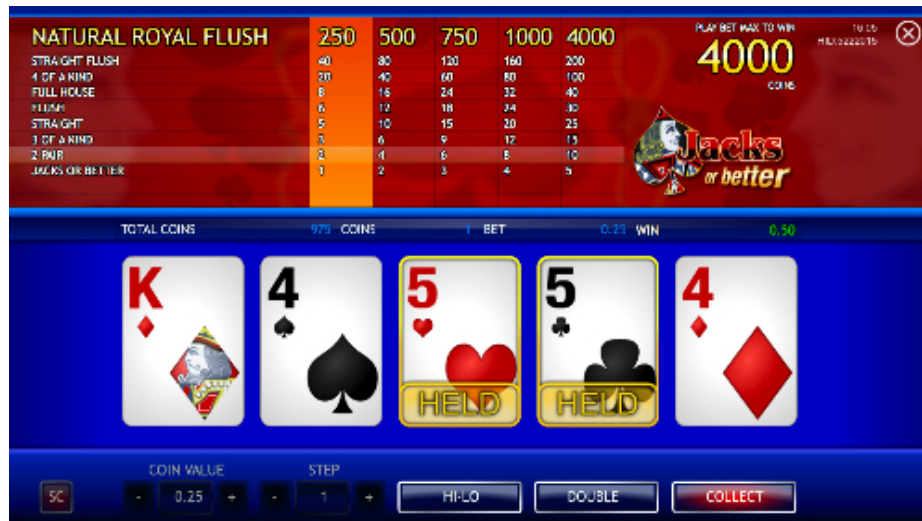 NATURAL ROYAL FLUSH 250 500 750 1000 4000
STRAIGHT FLUSH 40 80 120 160 200
4 OF A KIND 20 40 60 80 100
FULL HOUSE 8 16 24 32 40
FLUSH 6 12 18 24 30
STRAIGHT 5 10 15 20 25
3 OF A KIND 3 6 9 12 15
2 PAIR 2 4 6 8 10
JACKS OR BETTER 1 2 3 4 5
PLAY BET MAX TO WIN
4000
COINS
16:05
Jacks
or better
TOTAL COINS 975 COINS 1 BET 0.25 WIN 0.50
K 4 5 5 4
HELD HELD
COIN VALUE STEP
SC - 0.25 + - 1 + HI-LO DOUBLE COLLECT